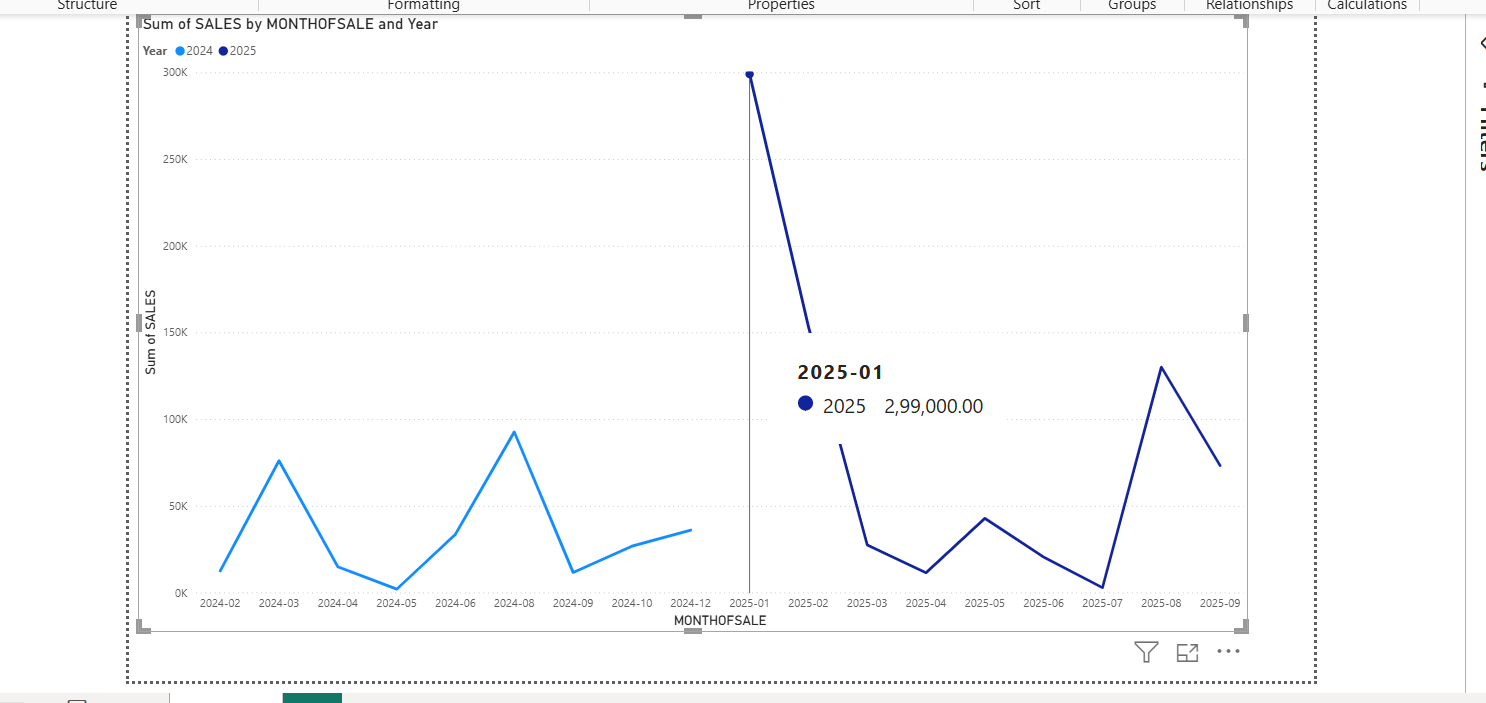 Structure Formatting Properties Sort Groups Relationships Calculations
Sum of SALES by MONTHOFSALE and Year
Year 2024 2025
300K
250K
200K
150K
100K
50K
0K
Sum of SALES
2025-01
2025 2,99,000.00
2024-02 2024-03 2024-04 2024-05 2024-06 2024-08 2024-09 2024-10 2024-12 2025-01 2025-02 2025-03 2025-04 2025-05 2025-06 2025-07 2025-08 2025-09
MONTHOFSALE
Filters